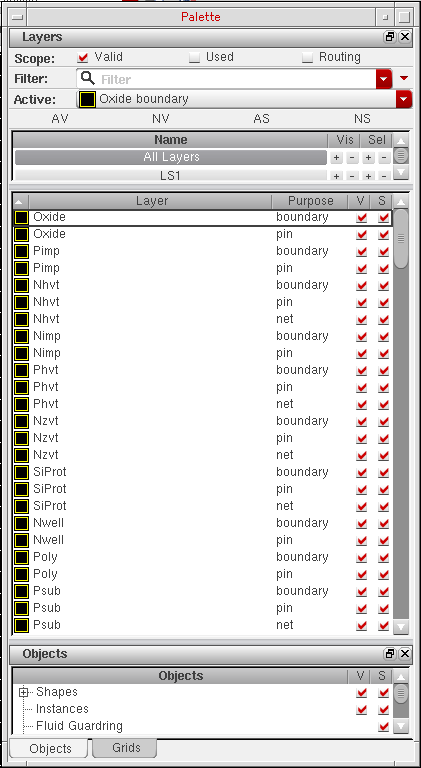 Palette
Layers
Scope: Valid Used Routing
Filter: Filter
Active: Oxide boundary
AV NV AS NS
Name Vis Sel
All Layers + - + -
LS1 + - + -
Layer Purpose V S
Oxide boundary
Oxide pin
Pimp boundary
Pimp pin
Nhvt boundary
Nhvt pin
Nhvt net
Nimp boundary
Nimp pin
Phvt boundary
Phvt pin
Phvt net
Nzvt boundary
Nzvt pin
Nzvt net
SiProt boundary
SiProt pin
SiProt net
Nwell boundary
Nwell pin
Poly boundary
Poly pin
Psub boundary
Psub pin
Psub net
Objects
Objects V S
Shapes
Instances
Fluid Guardring
Objects Grids